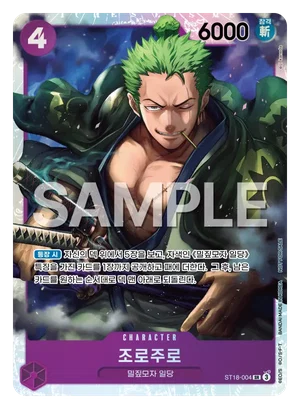 4
6000
참격
斬
SAMPLE
등장 시 자신의 덱 위에서 5장을 보고, 자색인 《밀짚모자 일당》
특징을 가진 카드를 1장까지 공개하고 패에 더한다. 그 후, 남은
카드를 원하는 순서대로 덱 맨 아래로 되돌린다.
CHARACTER
조로주로
밀짚모자 일당
ST18-004 3